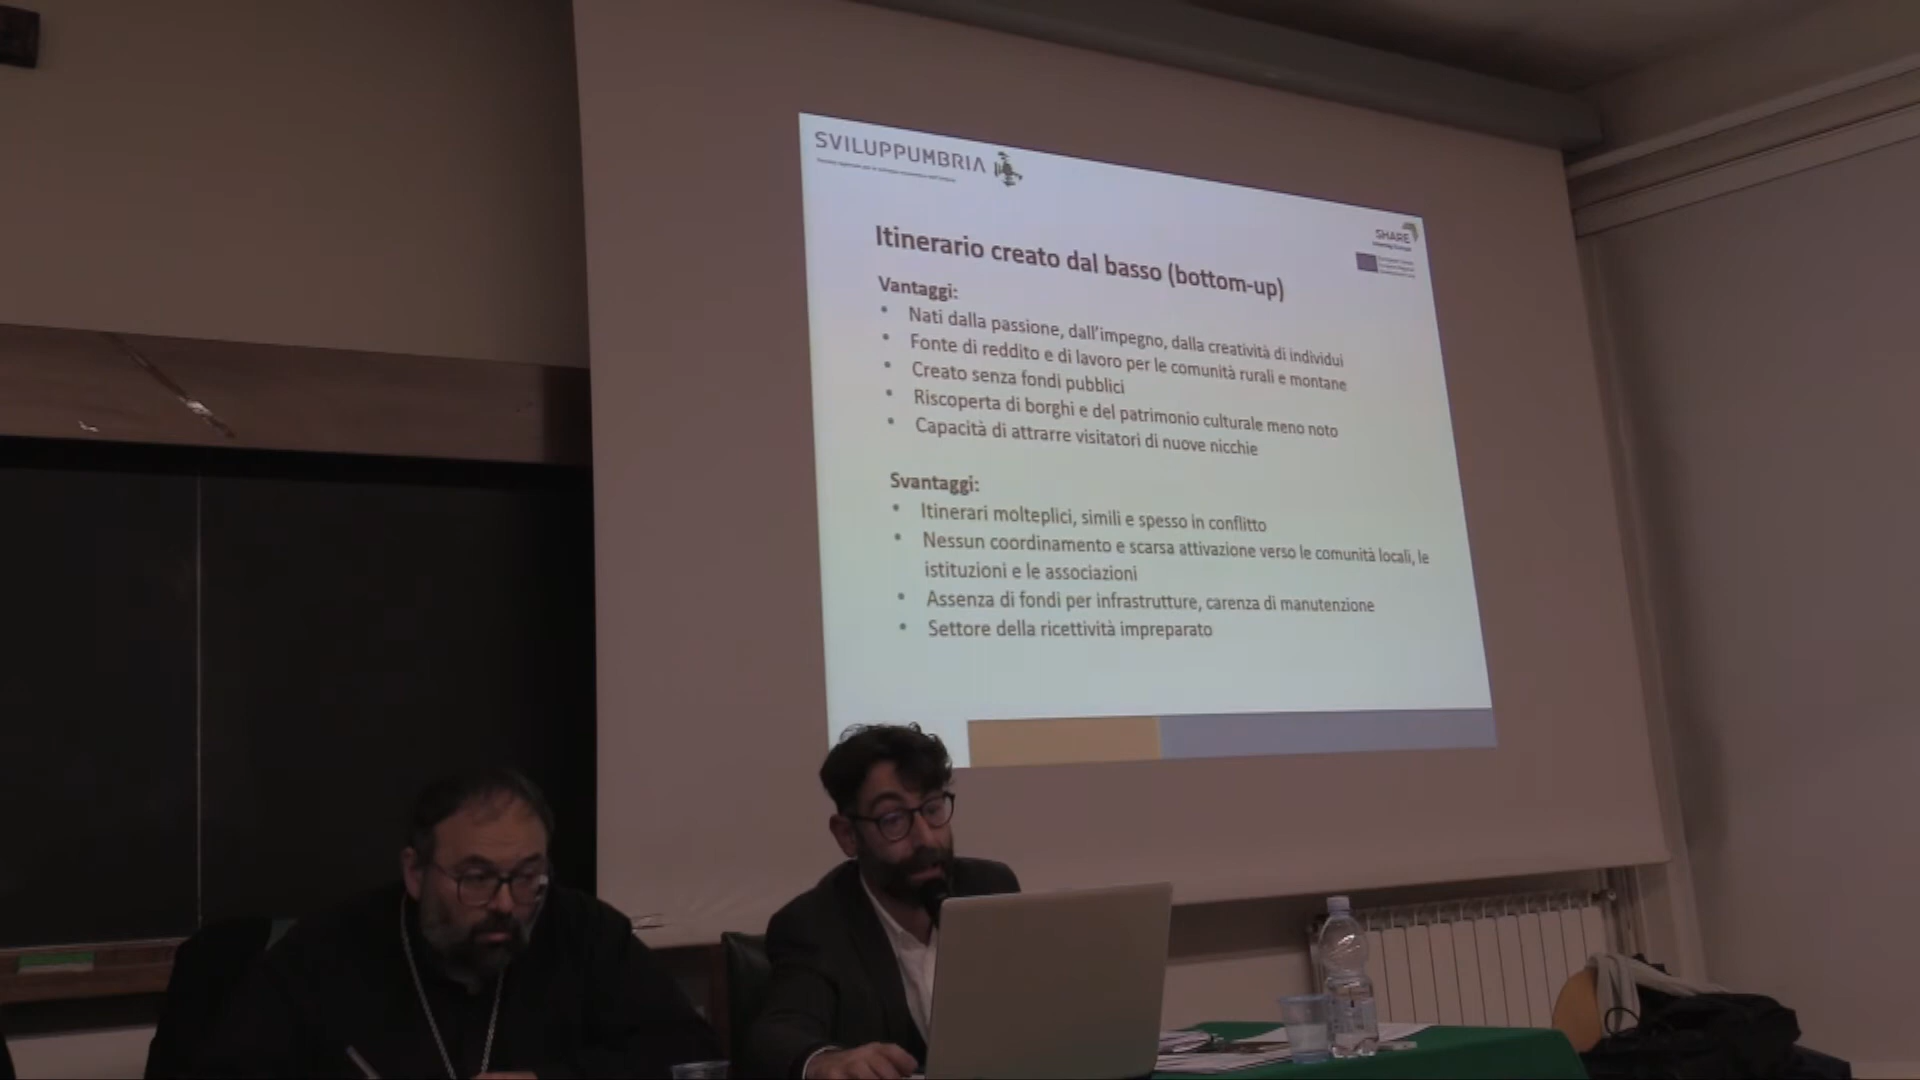 SVILUPPUMBRIA
SHARE
Itinerario creato dal basso (bottom-up)
Vantaggi:
• Nati dalla passione, dall'impegno, dalla creatività di individui
• Fonte di reddito e di lavoro per le comunità rurali e montane
• Creato senza fondi pubblici
• Riscoperta di borghi e del patrimonio culturale meno noto
• Capacità di attrarre visitatori di nuove nicchie
Svantaggi:
• Itinerari molteplici, simili e spesso in conflitto
• Nessun coordinamento e scarsa attivazione verso le comunità locali, le
istituzioni e le associazioni
• Assenza di fondi per infrastrutture, carenza di manutenzione
• Settore della ricettività impreparato